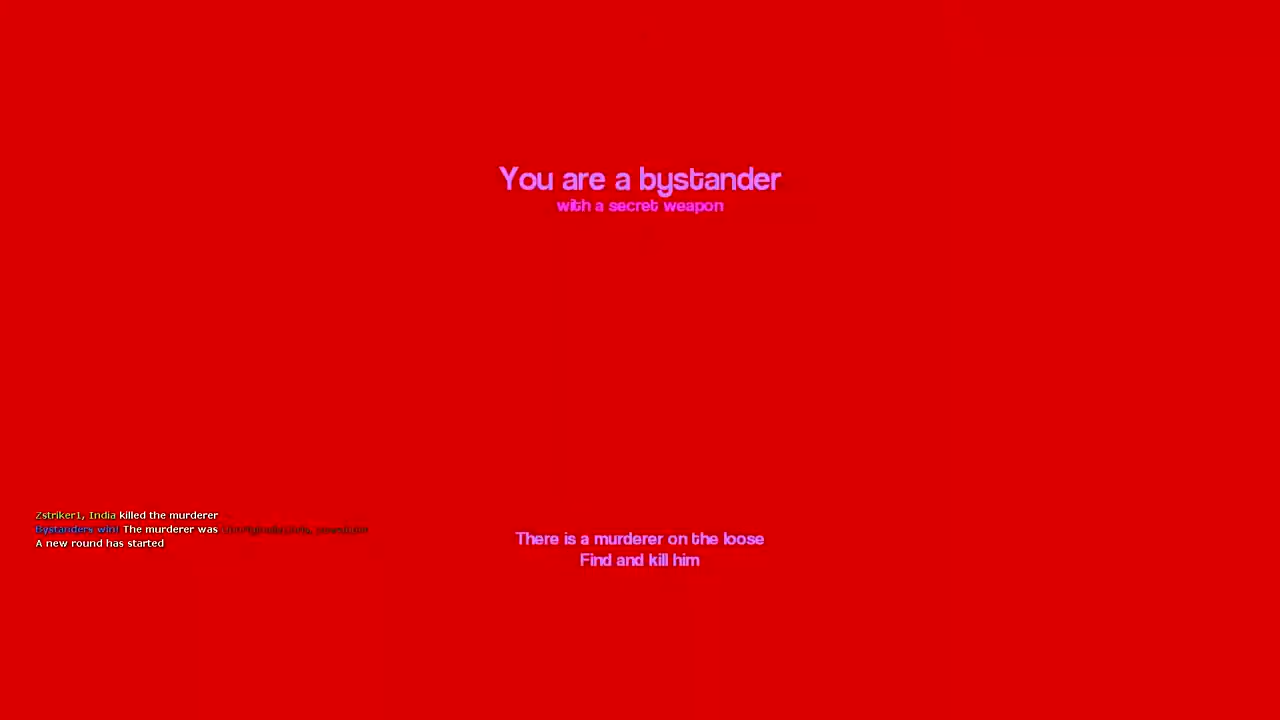 You are a bystander
with a secret weapon
Zstriker1, India killed the murderer
Bystanders win! The murderer was
A new round has started
There is a murderer on the loose
Find and kill him